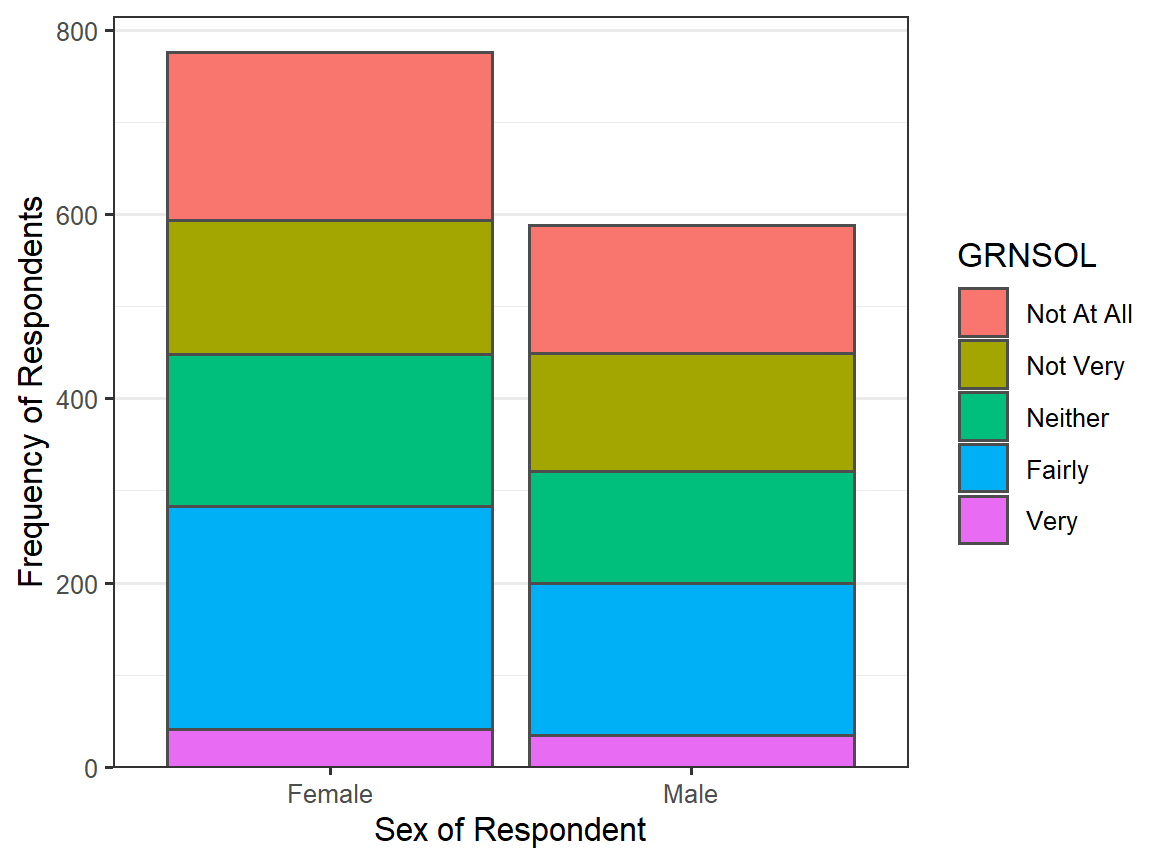 800
600
400
200
0
Frequency of Respondents
Female
Male
Sex of Respondent
GRNSOL
Not At All
Not Very
Neither
Fairly
Very